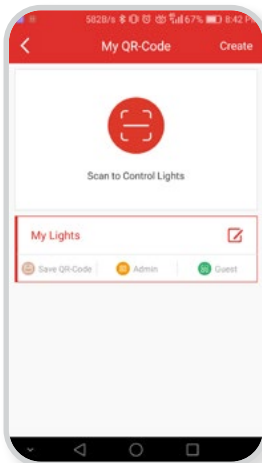 582B/s 67% 8:42 P
My QR-Code Create
Scan to Control Lights
My Lights
Save QR-Code Admin Guest